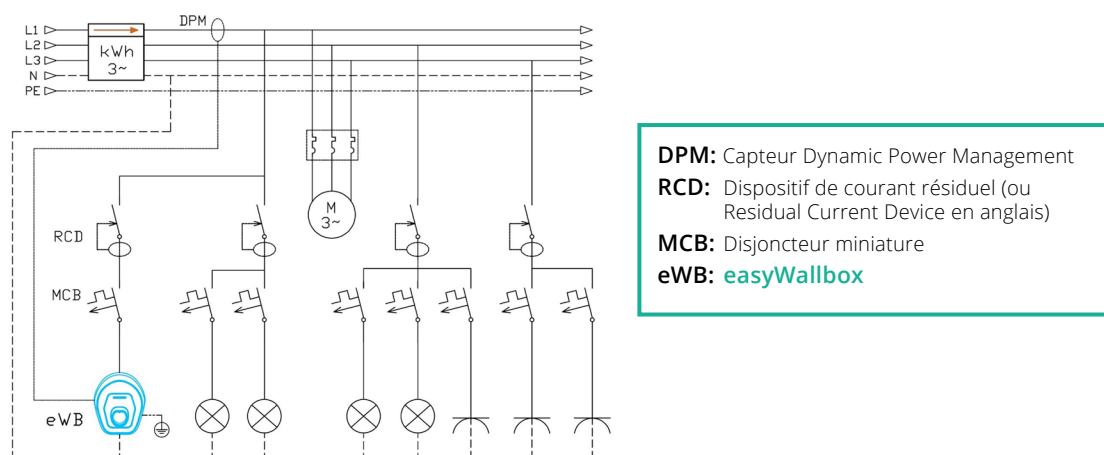 DPM
L1
L2
L3
N
PE
kWh
3~
M
3~
RCD
MCB
eWB
DPM: Capteur Dynamic Power Management
RCD: Dispositif de courant résiduel (ou
Residual Current Device en anglais)
MCB: Disjoncteur miniature
eWB: easyWallbox